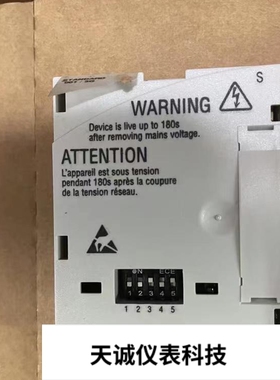 WARNING
S
Device is live up to 180s
after removing mains voltage.
ATTENTION
L'appareil est sous tension
pendant 180s après la coupure
de la tension réseau.
ON ECE
1 2 3 4 5
1 2 3 4 5
天诚仪表科技